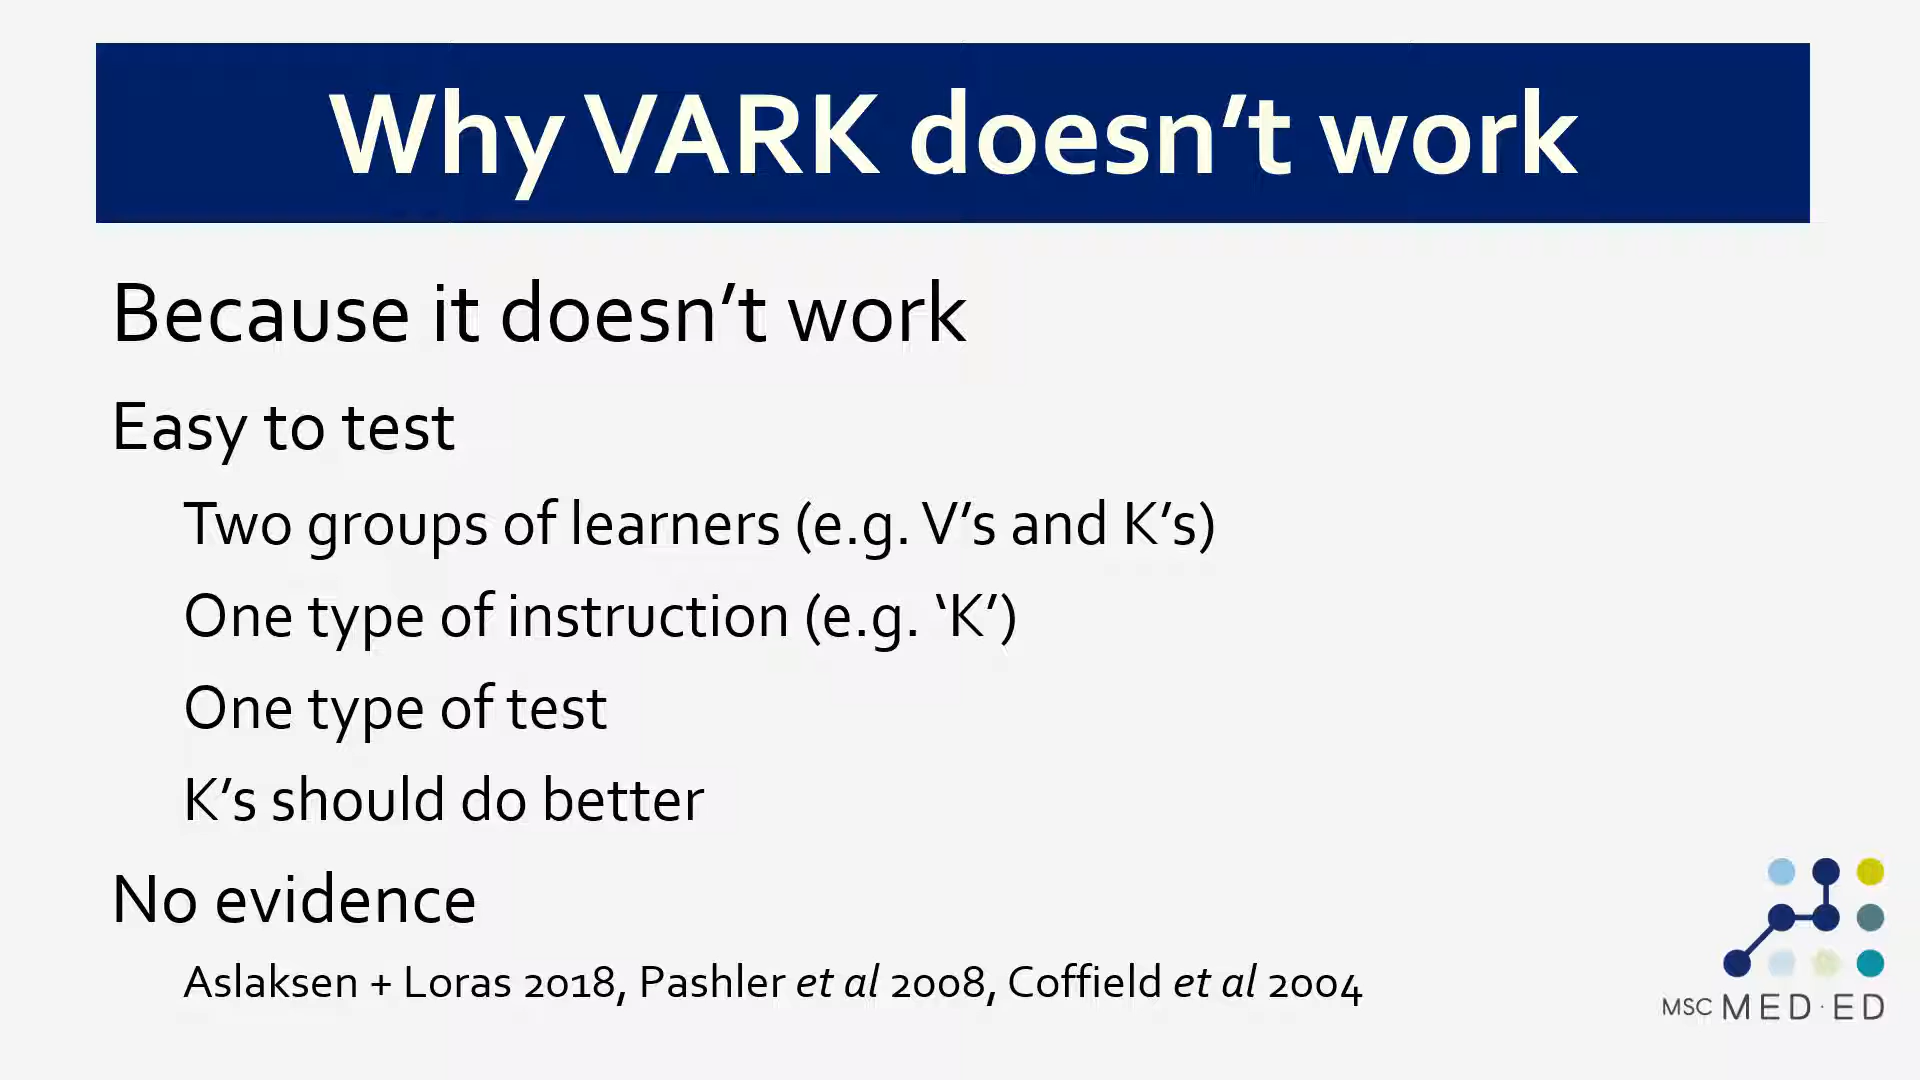 Why VARK doesn’t work
Because it doesn’t work
Easy to test
Two groups of learners (e.g. V’s and K’s)
One type of instruction (e.g. ‘K’)
One type of test
K’s should do better
No evidence
Aslaksen + Loras 2018, Pashler et al 2008, Coffield et al 2004
MSC MED·ED